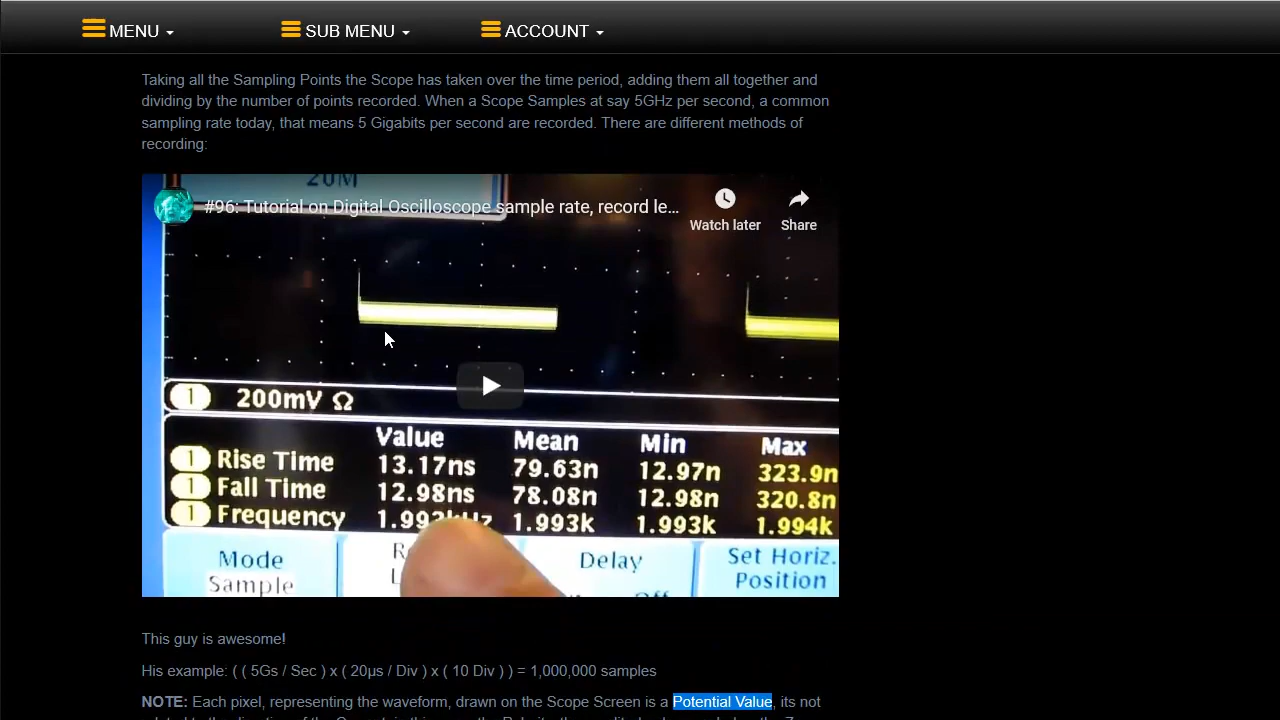 MENU
SUB MENU
ACCOUNT
Taking all the Sampling Points the Scope has taken over the time period, adding them all together and
dividing by the number of points recorded. When a Scope Samples at say 5GHz per second, a common
sampling rate today, that means 5 Gigabits per second are recorded. There are different methods of
recording:
20M
#96: Tutorial on Digital Oscilloscope sample rate, record le...
Watch later
Share
1 200mV Ω
Value Mean Min Max
1 Rise Time 13.17ns 79.63n 12.97n 323.9n
1 Fall Time 12.98ns 78.08n 12.98n 320.8n
1 Frequency 1.993kHz 1.993k 1.993k 1.994k
Mode
Sample
Delay
Off
Set Horiz.
Position
This guy is awesome!
His example: ( ( 5Gs / Sec ) x ( 20µs / Div ) x ( 10 Div ) ) = 1,000,000 samples
NOTE: Each pixel, representing the waveform, drawn on the Scope Screen is a Potential Value, its not